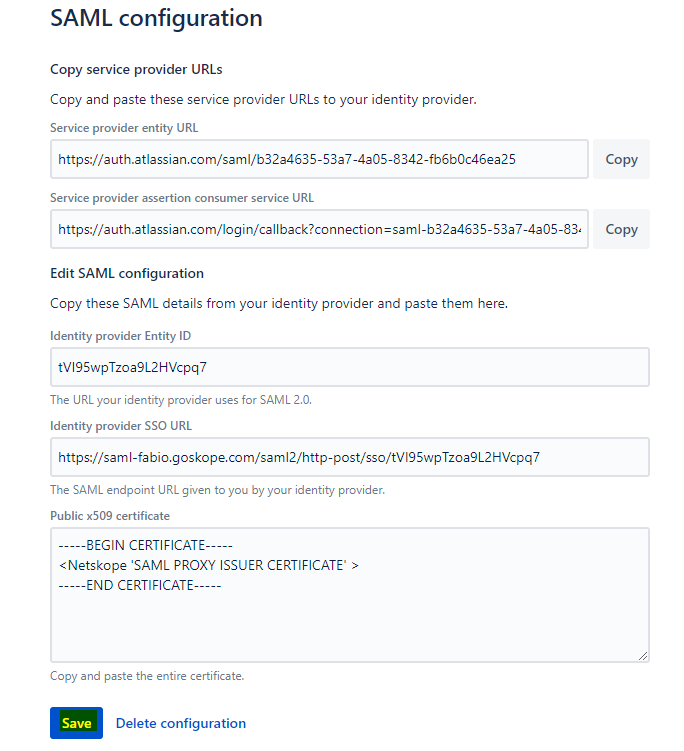 SAML configuration
Copy service provider URLs
Copy and paste these service provider URLs to your identity provider.
Service provider entity URL
https://auth.atlassian.com/saml/b32a4635-53a7-4a05-8342-fb6b0c46ea25
Copy
Service provider assertion consumer service URL
https://auth.atlassian.com/login/callback?connection=saml-b32a4635-53a7-4a05-834
Copy
Edit SAML configuration
Copy these SAML details from your identity provider and paste them here.
Identity provider Entity ID
tVI95wpTzoa9L2HVcpq7
The URL your identity provider uses for SAML 2.0.
Identity provider SSO URL
https://saml-fabio.goskope.com/saml2/http-post/sso/tVI95wpTzoa9L2HVcpq7
The SAML endpoint URL given to you by your identity provider.
Public x509 certificate
-----BEGIN CERTIFICATE-----
<Netskope 'SAML PROXY ISSUER CERTIFICATE' >
-----END CERTIFICATE-----
Copy and paste the entire certificate.
Save
Delete configuration